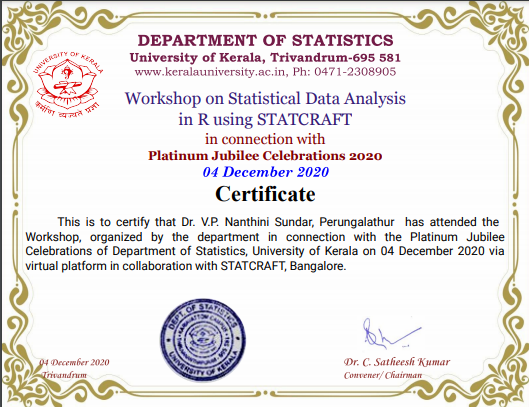 DEPARTMENT OF STATISTICS
University of Kerala, Trivandrum-695 581
www.keralauniversity.ac.in, Ph: 0471-2308905
UNIVERSITY OF KERALA
कर्मणि व्यज्यते प्रज्ञा
Workshop on Statistical Data Analysis
in R using STATCRAFT
in connection with
Platinum Jubilee Celebrations 2020
04 December 2020
Certificate
This is to certify that Dr. V.P. Nanthini Sundar, Perungalathur has attended the
Workshop, organized by the department in connection with the Platinum Jubilee
Celebrations of Department of Statistics, University of Kerala on 04 December 2020 via
virtual platform in collaboration with STATCRAFT, Bangalore.
DEPT. OF STATISTICS
UNIVERSITY OF KERALA
04 December 2020
Trivandrum
Dr. C. Satheesh Kumar
Convener/ Chairman